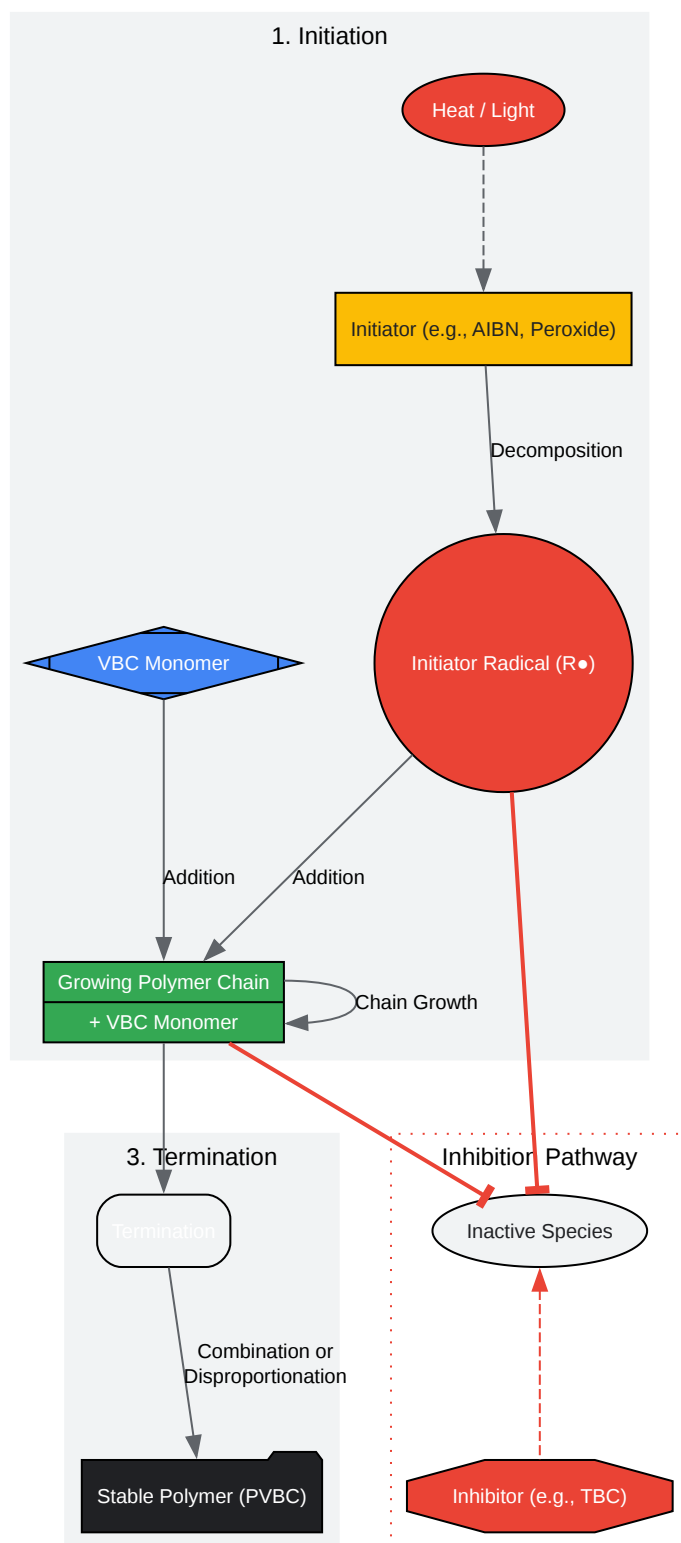 1. Initiation
Heat / Light
Initiator (e.g., AIBN, Peroxide)
Decomposition
VBC Monomer
Initiator Radical (R●)
Addition
Addition
Growing Polymer Chain
+ VBC Monomer
Chain Growth
3. Termination
Inhibition Pathway
Termination
Inactive Species
Combination or
Disproportionation
Stable Polymer (PVBC)
Inhibitor (e.g., TBC)